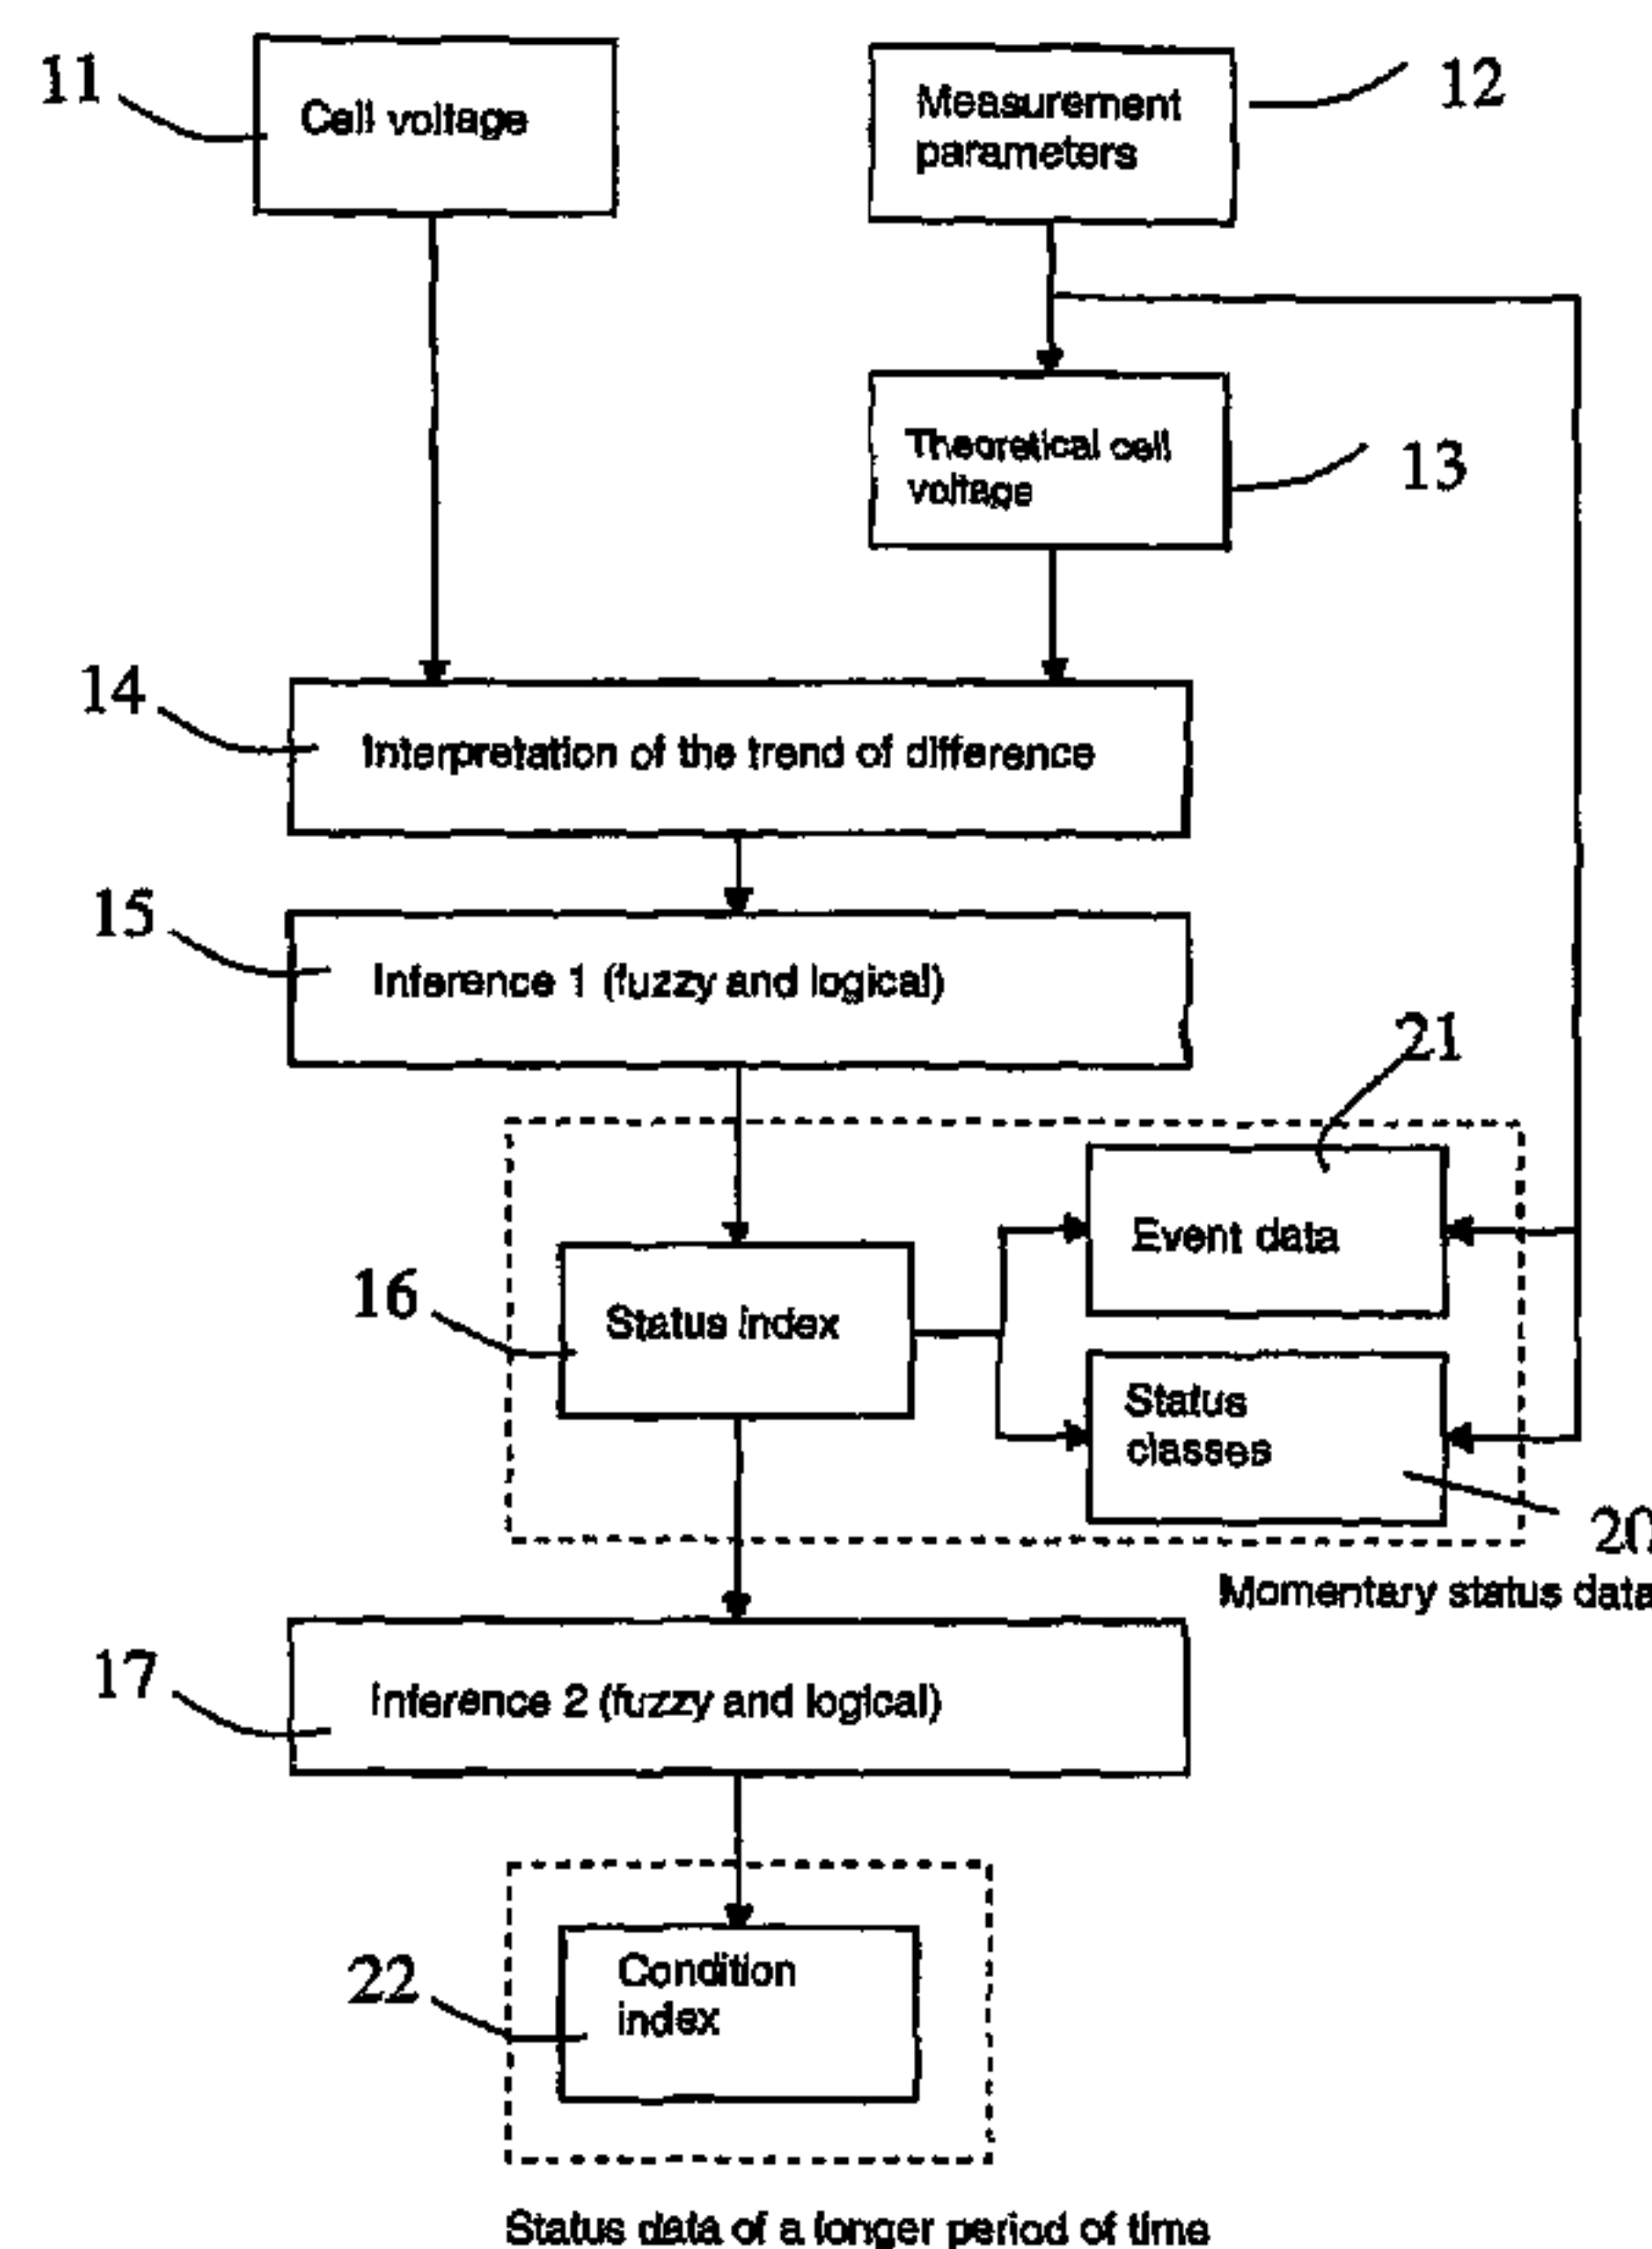 11
Cell voltage
Measurement
parameters
12
Theoretical cell
voltage
13
14
Interpretation of the trend of difference
15
Inference 1 (fuzzy and logical)
21
Event data
16
Status index
Status
classes
20
Momentary status data
17
Inference 2 (fuzzy and logical)
22
Condition
index
Status data of a longer period of time